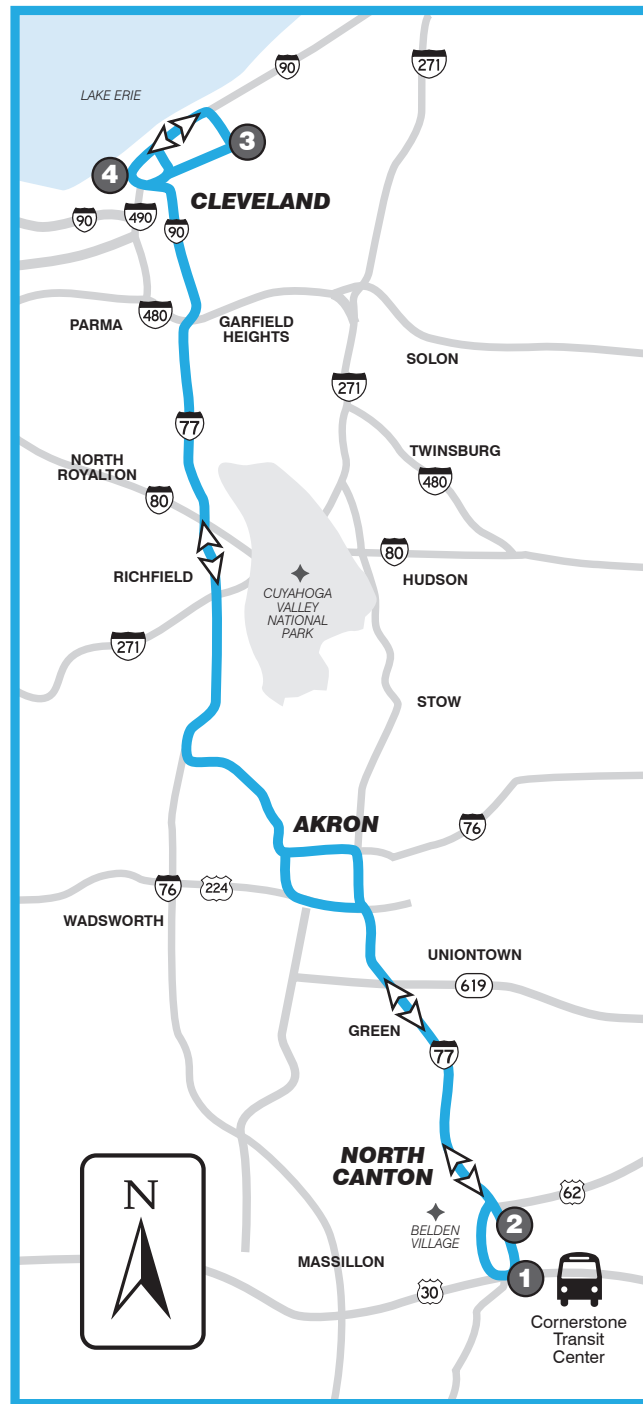 90
271
LAKE ERIE
3
4
CLEVELAND
90
490
90
PARMA
480
GARFIELD
HEIGHTS
SOLON
271
77
NORTH
ROYALTON
TWINSBURG
480
80
80
RICHFIELD
HUDSON
CUYAHOGA
VALLEY
NATIONAL
PARK
271
STOW
AKRON
76
76
224
WADSWORTH
UNIONTOWN
619
GREEN
77
NORTH
CANTON
N
62
BELDEN
VILLAGE
2
MASSILLON
1
30
Cornerstone
Transit
Center